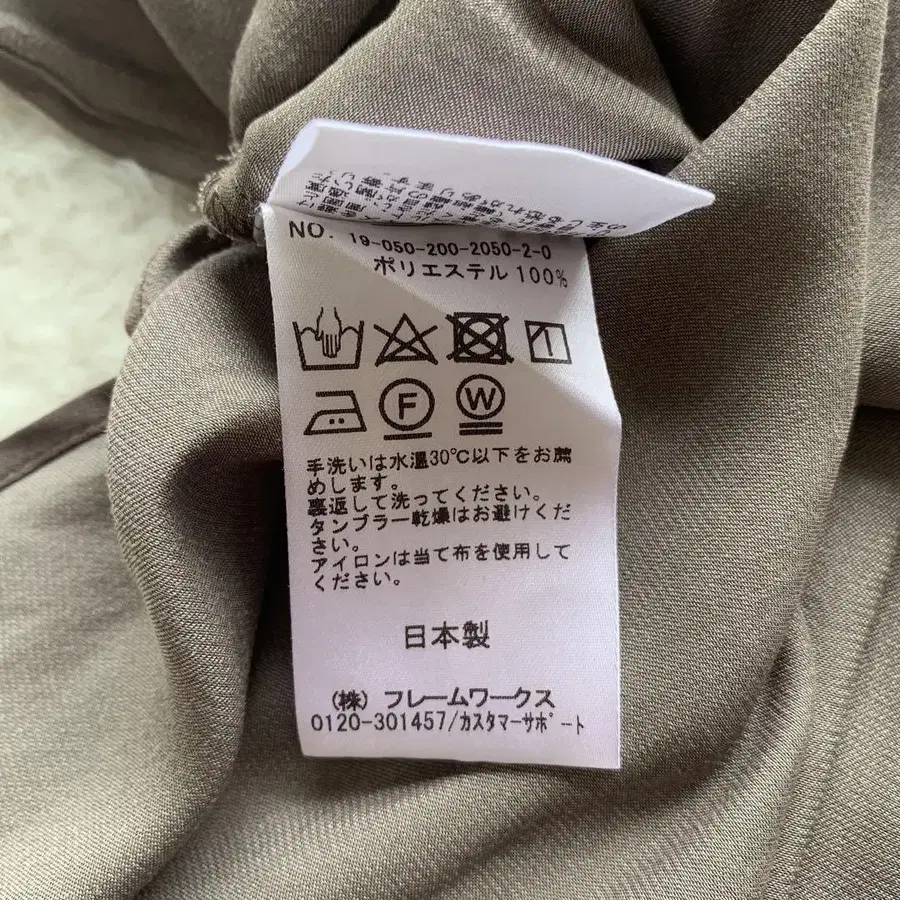 NO. 19-050-200-2050-2-0
ポリエステル100%
F
W
手洗いは水温30℃以下をお薦
めします。
裏返して洗ってください。
タンブラー乾燥はお避けくだ
さい。
アイロンは当て布を使用して
ください。
日本製
（株）フレームワークス
0120-301457/カスタマーサポート